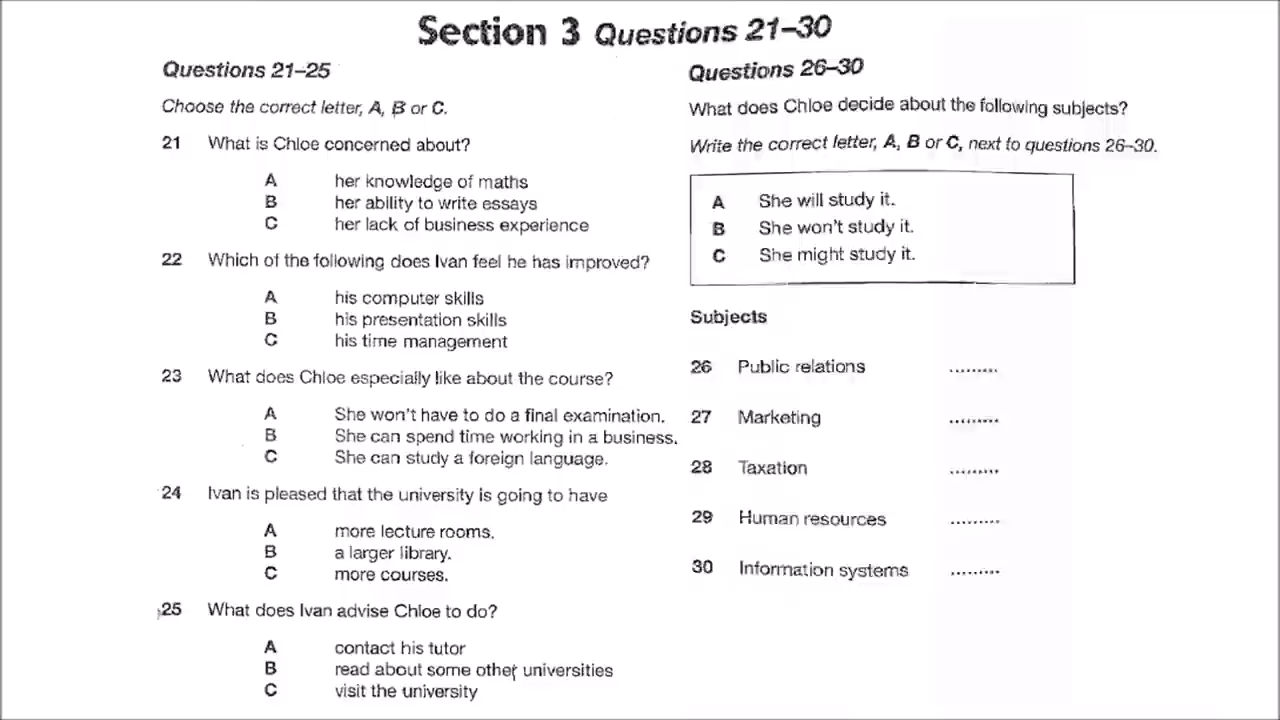 Section 3 Questions 21–30
Questions 21–25
Choose the correct letter, A, B or C.
21 What is Chloe concerned about?
A her knowledge of maths
B her ability to write essays
C her lack of business experience
22 Which of the following does Ivan feel he has improved?
A his computer skills
B his presentation skills
C his time management
23 What does Chloe especially like about the course?
A She won't have to do a final examination.
B She can spend time working in a business.
C She can study a foreign language.
24 Ivan is pleased that the university is going to have
A more lecture rooms.
B a larger library.
C more courses.
25 What does Ivan advise Chloe to do?
A contact his tutor
B read about some other universities
C visit the university
Questions 26–30
What does Chloe decide about the following subjects?
Write the correct letter, A, B or C, next to questions 26–30.
A She will study it.
B She won't study it.
C She might study it.
Subjects
26 Public relations ..........
27 Marketing ..........
28 Taxation ..........
29 Human resources ..........
30 Information systems ..........